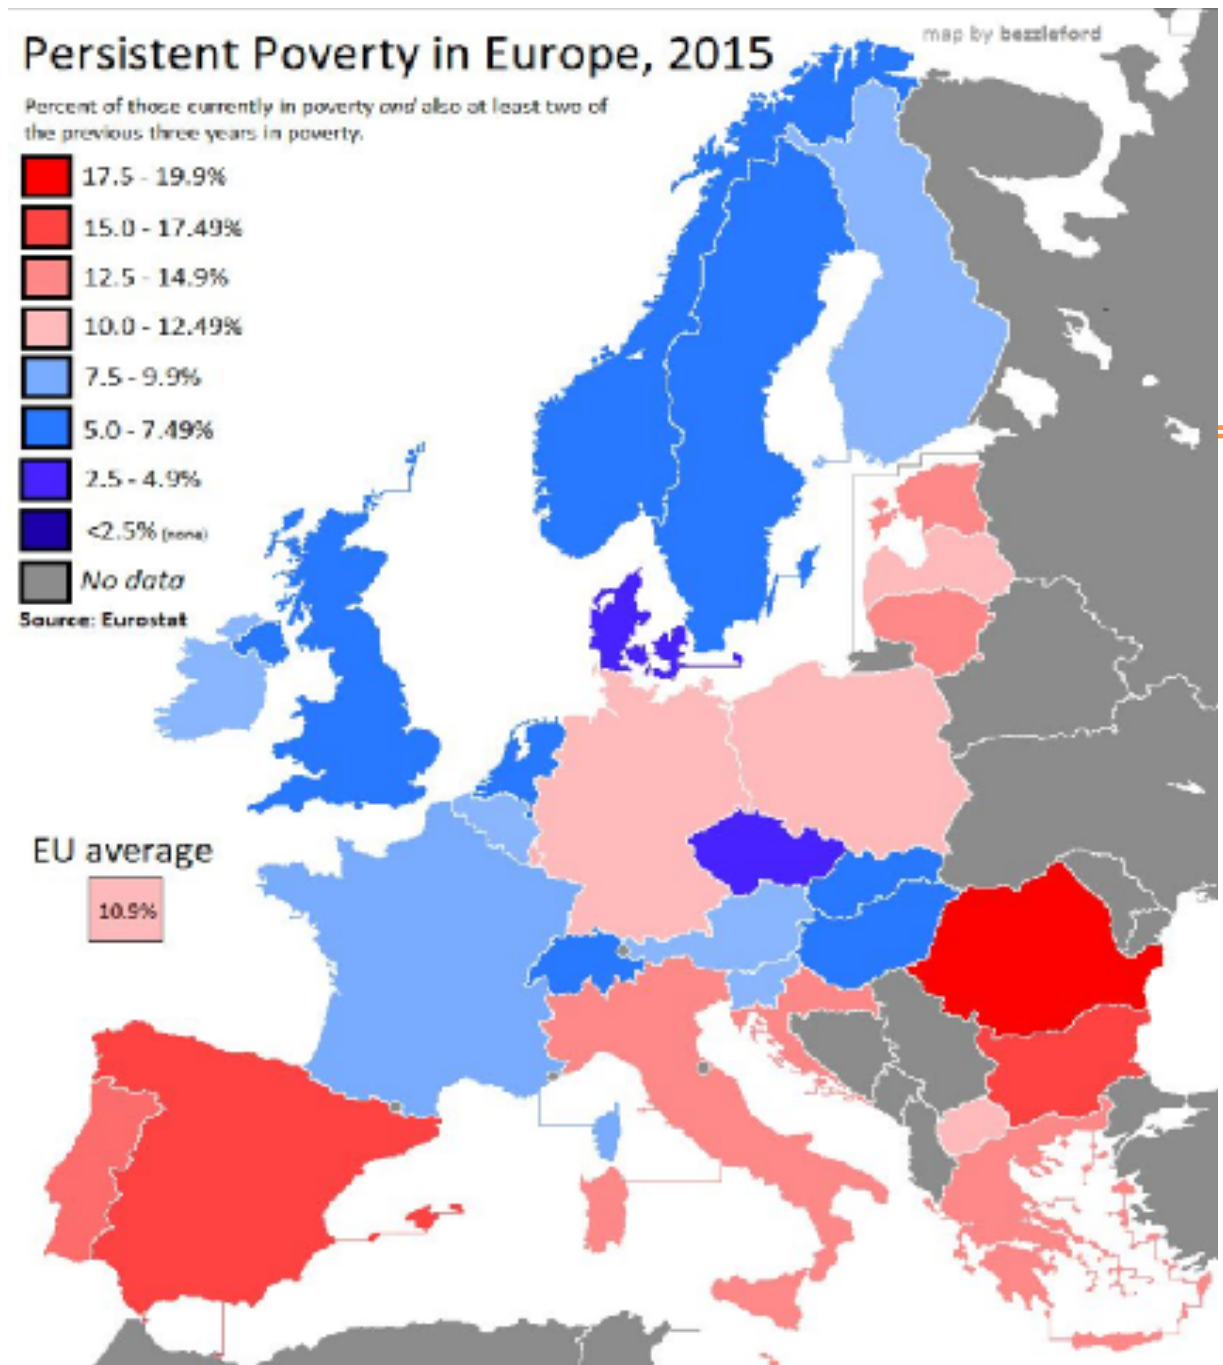 map by bezzleford
Persistent Poverty in Europe, 2015
Percent of those currently in poverty and also at least two of
the previous three years in poverty.
17.5 - 19.9%
15.0 - 17.49%
12.5 - 14.9%
10.0 - 12.49%
7.5 - 9.9%
5.0 - 7.49%
2.5 - 4.9%
<2.5% (none)
No data
Source: Eurostat
EU average
10.9%